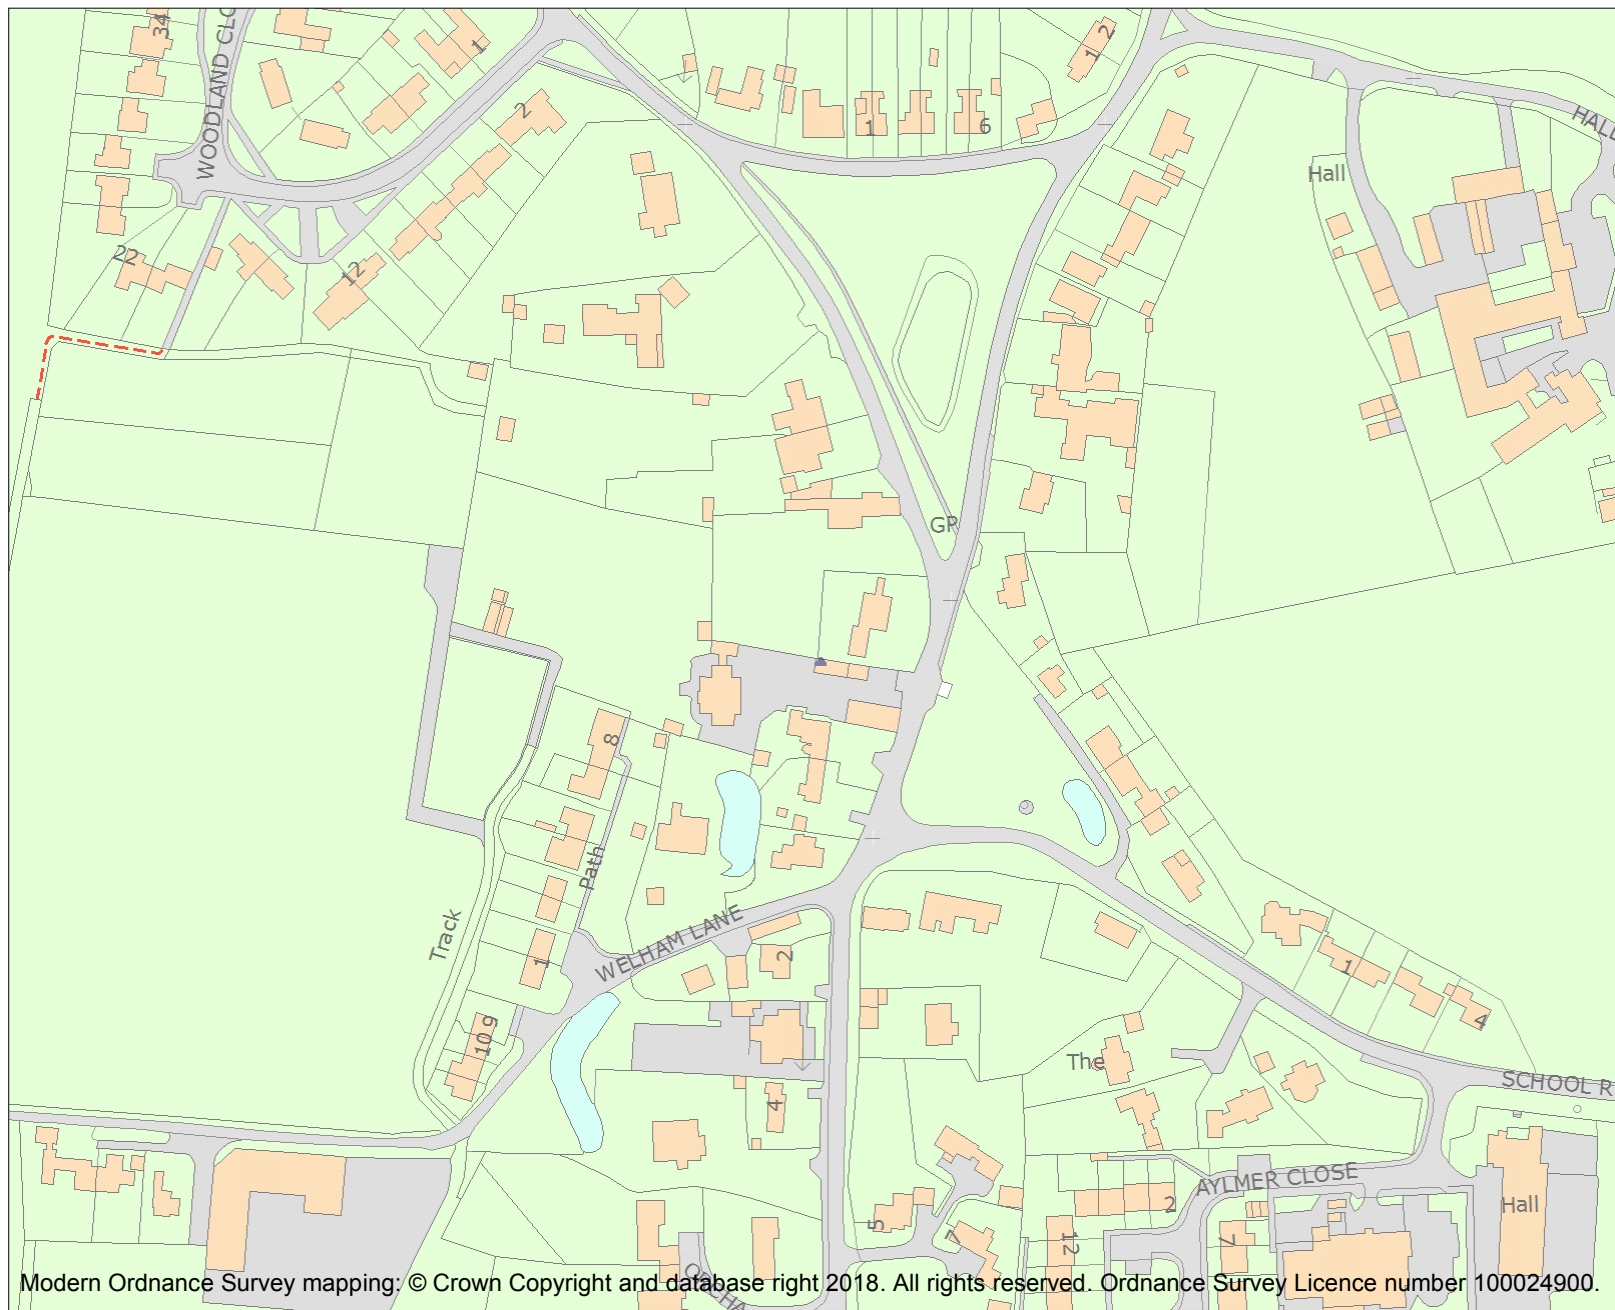 34
WOODLAND CLO
1
2
1 2
1
6
HALL
Hall
22
12
GP
8
Path
Track
WELHAM LANE
1
2
10 9
4
1
4
The
SCHOOL R
AYLMER CLOSE
2
Hall
5
7
12
7
ORCHA
Modern Ordnance Survey mapping: © Crown Copyright and database right 2018. All rights reserved. Ordnance Survey Licence number 100024900.